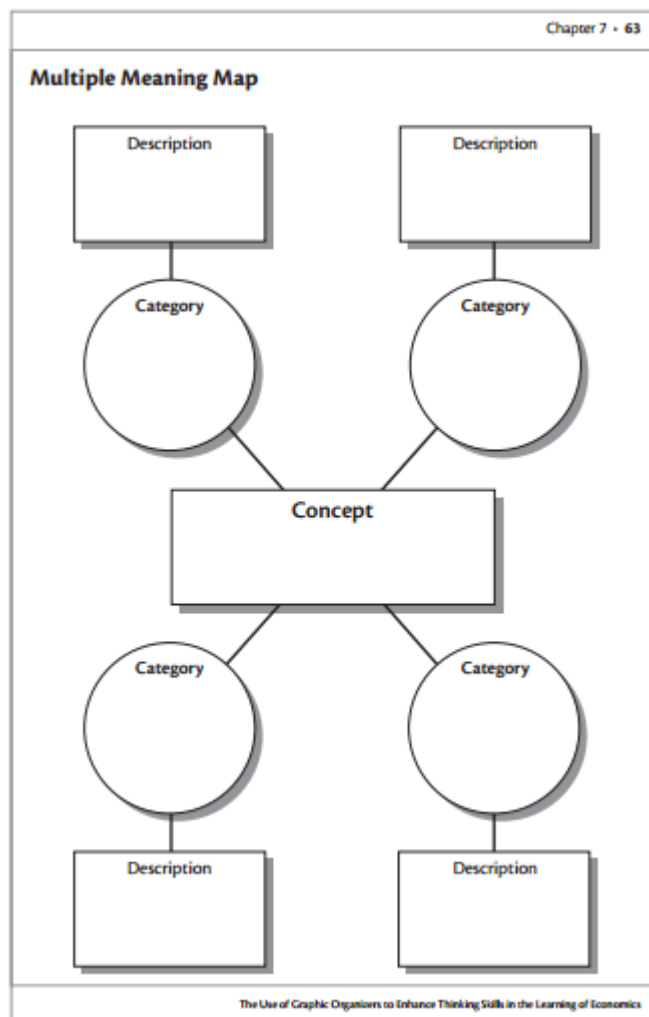 Chapter 7 • 63
Multiple Meaning Map
Description
Description
Category
Category
Concept
Category
Category
Description
Description
The Use of Graphic Organizers to Enhance Thinking Skills in the Learning of Economics